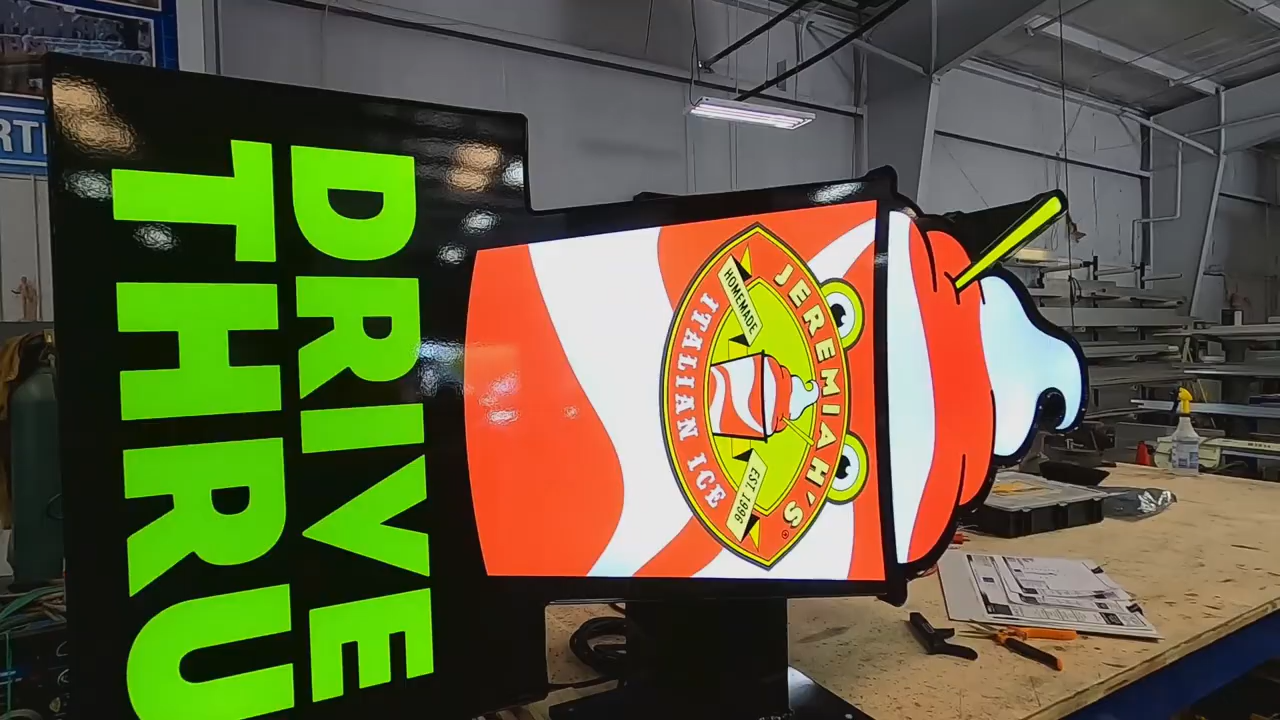 JEREMIAH'S
HOMEMADE
EST. 1996
ITALIAN ICE
®
DRIVE
THRU